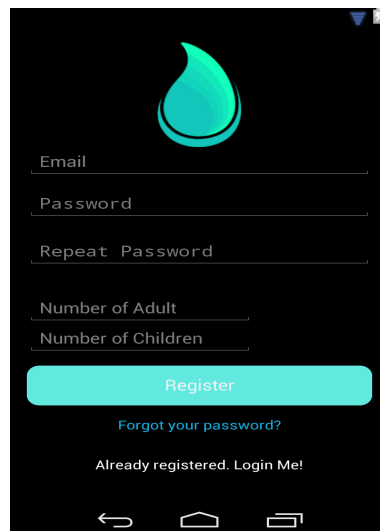 Email
Password
Repeat Password
Number of Adult
Number of Children
Register
Forgot your password?
Already registered. Login Me!